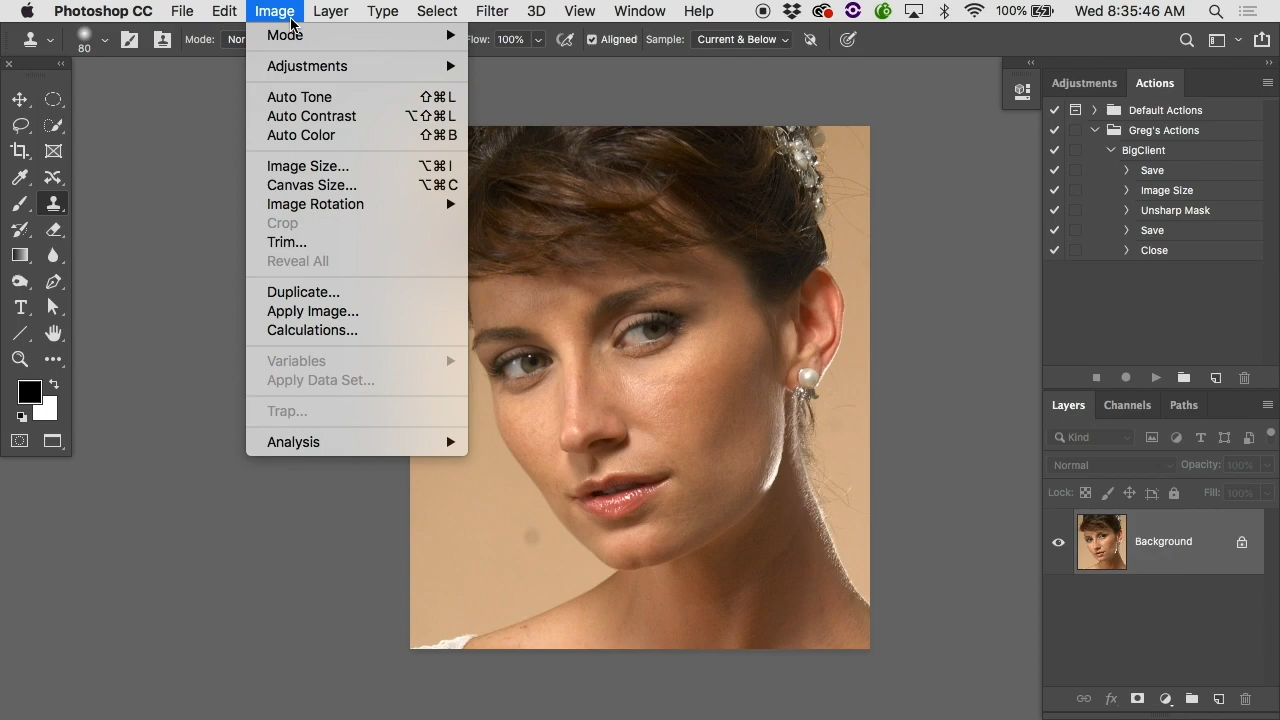 Photoshop CC File Edit Image Layer Type Select Filter 3D View Window Help 100% Wed 8:35:46 AM
80 Mode: Nor Flow: 100% Aligned Sample: Current & Below
Mode
Adjustments
Auto Tone ⇧⌘L
Auto Contrast ⌥⇧⌘L
Auto Color ⇧⌘B
Image Size... ⌥⌘I
Canvas Size... ⌥⌘C
Image Rotation
Crop
Trim...
Reveal All
Duplicate...
Apply Image...
Calculations...
Variables
Apply Data Set...
Trap...
Analysis
Adjustments Actions
Default Actions
Greg's Actions
BigClient
Save
Image Size
Unsharp Mask
Save
Close
Layers Channels Paths
Kind
Normal Opacity: 100%
Lock: Fill: 100%
Background